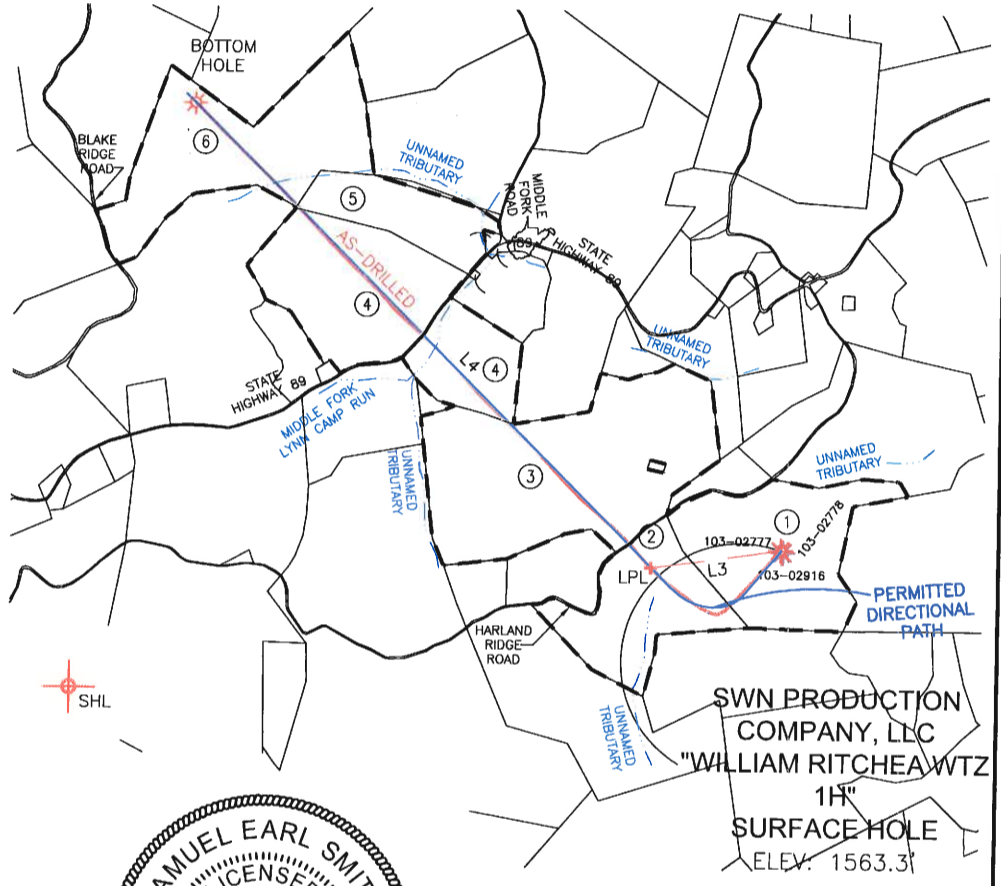 BOTTOM
HOLE
BLAKE
RIDGE
ROAD
6
UNNAMED
TRIBUTARY
5
MIDDLE
FORK
ROAD
89
STATE
HIGHWAY 89
AS-DRILLED
4
L4
4
UNNAMED
TRIBUTARY
STATE
HIGHWAY 89
MIDDLE FORK
LYNN CAMP RUN
UNNAMED
TRIBUTARY
3
UNNAMED
TRIBUTARY
2
1
103-02777
103-02778
LPL
L3
103-02916
PERMITTED
DIRECTIONAL
PATH
HARLAND
RIDGE
ROAD
SHL
UNNAMED
TRIBUTARY
SWN PRODUCTION
COMPANY, LLC
"WILLIAM RITCHEA WTZ
1H"
SURFACE HOLE
ELEV: 1563.3'
AMUEL EARL SMIT
ICENSE